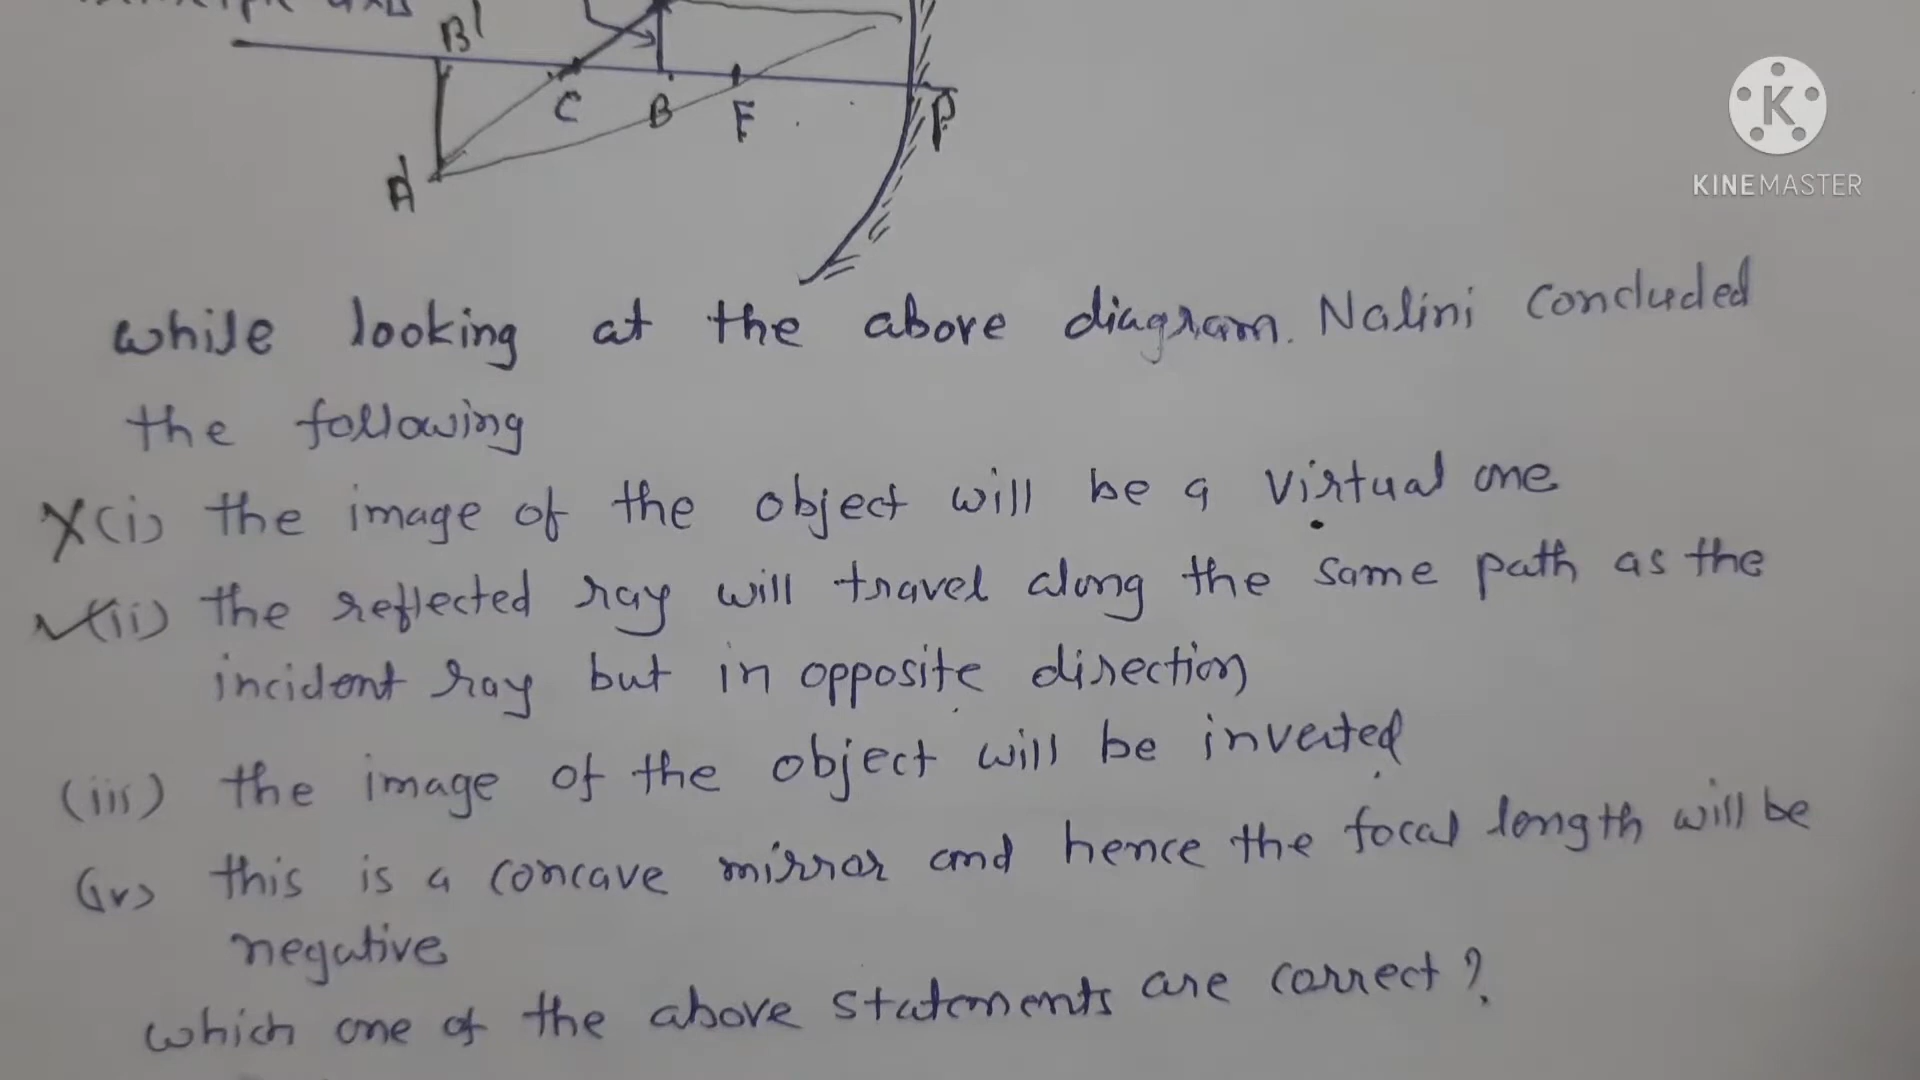 axis
B'
C B F P
A'
K
KINEMASTER
while looking at the above diagram. Nalini concluded
the following
X(i) the image of the object will be a virtual one
✓(ii) the reflected ray will travel along the same path as the
incident ray but in opposite direction
(iii) the image of the object will be inverted
(iv) this is a concave mirror and hence the focal length will be
negative
which one of the above statements are correct?